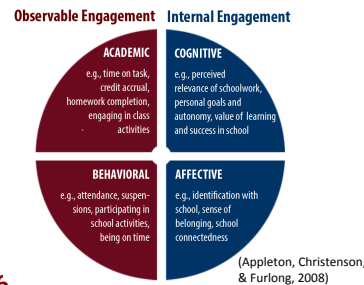 Observable Engagement
Internal Engagement
ACADEMIC
e.g., time on task,
credit accrual,
homework completion,
engaging in class
activities
COGNITIVE
e.g., perceived
relevance of schoolwork,
personal goals and
autonomy, value of learning
and success in school
BEHAVIORAL
e.g., attendance, suspen-
sions, participating in
school activities,
being on time
AFFECTIVE
e.g., identification with
school, sense of
belonging, school
connectedness
(Appleton, Christenson,
& Furlong, 2008)